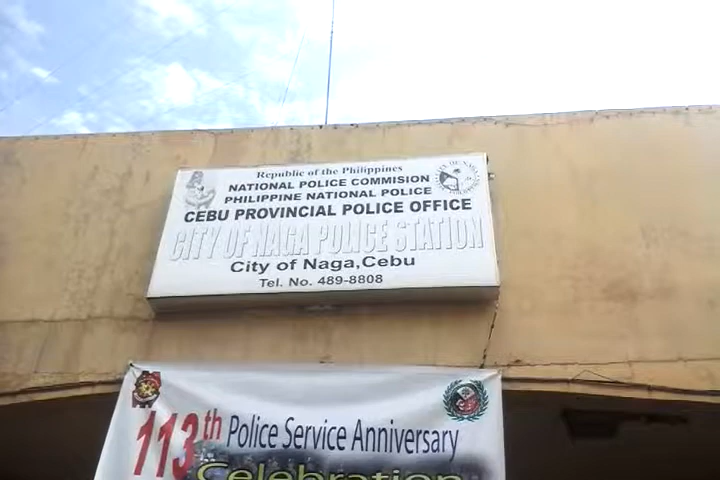 Republic of the Philippines
NATIONAL POLICE COMMISION
PHILIPPINE NATIONAL POLICE
CEBU PROVINCIAL POLICE OFFICE
CITY OF NAGA POLICE STATION
City of Naga,Cebu
Tel. No. 489-8808
113th Police Service Anniversary
Celebration